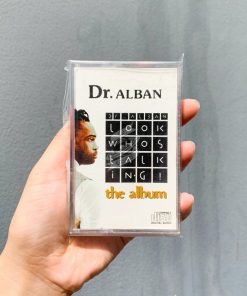 Dr. ALBAN
DR. ALBAN
LOOK
WHOS
TALK
ING!
the album